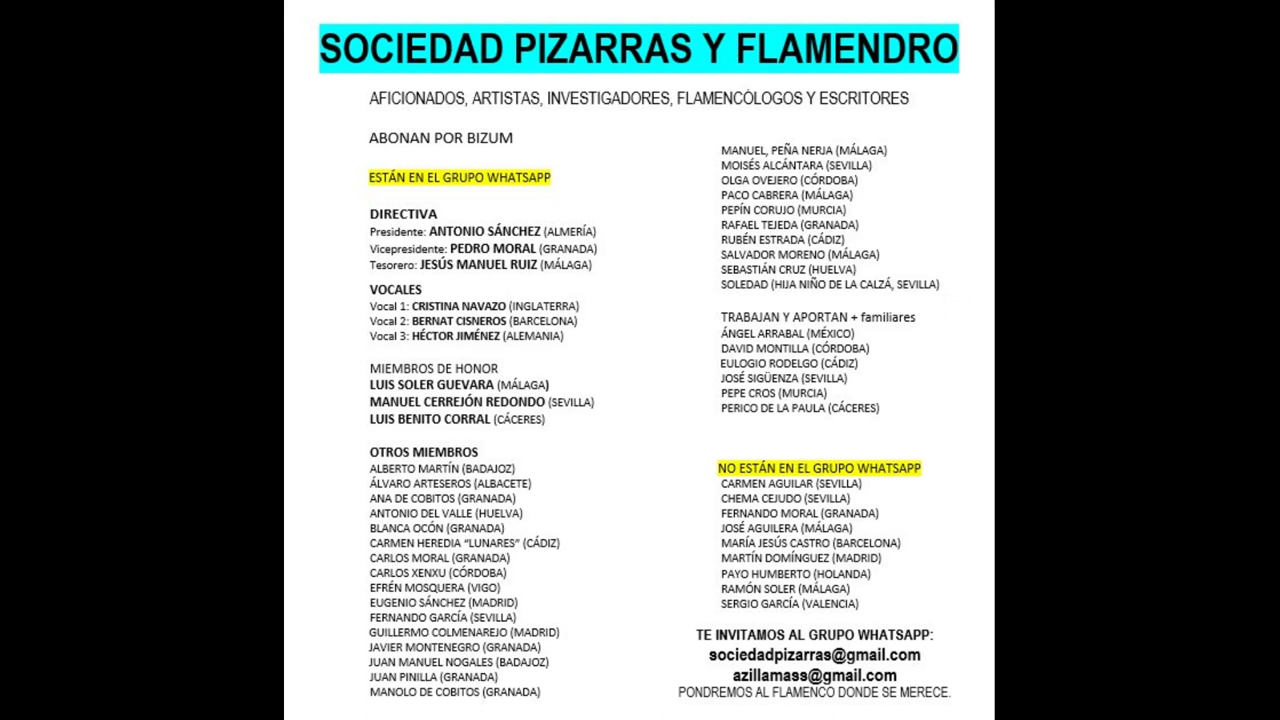 SOCIEDAD PIZARRAS Y FLAMENDRO
AFICIONADOS, ARTISTAS, INVESTIGADORES, FLAMENCÓLOGOS Y ESCRITORES
ABONAN POR BIZUM
ESTÁN EN EL GRUPO WHATSAPP
DIRECTIVA
Presidente: ANTONIO SÁNCHEZ (ALMERÍA)
Vicepresidente: PEDRO MORAL (GRANADA)
Tesorero: JESÚS MANUEL RUIZ (MÁLAGA)
VOCALES
Vocal 1: CRISTINA NAVAZO (INGLATERRA)
Vocal 2: BERNAT CISNEROS (BARCELONA)
Vocal 3: HÉCTOR JIMÉNEZ (ALEMANIA)
MIEMBROS DE HONOR
LUIS SOLER GUEVARA (MÁLAGA)
MANUEL CERREJÓN REDONDO (SEVILLA)
LUIS BENITO CORRAL (CÁCERES)
OTROS MIEMBROS
ALBERTO MARTÍN (BADAJOZ)
ÁLVARO ARTESEROS (ALBACETE)
ANA DE COBITOS (GRANADA)
ANTONIO DEL VALLE (HUELVA)
BLANCA OCÓN (GRANADA)
CARMEN HEREDIA “LUNARES” (CÁDIZ)
CARLOS MORAL (GRANADA)
CARLOS XENXU (CÓRDOBA)
EFRÉN MOSQUERA (VIGO)
EUGENIO SÁNCHEZ (MADRID)
FERNANDO GARCÍA (SEVILLA)
GUILLERMO COLMENAREJO (MADRID)
JAVIER MONTENEGRO (GRANADA)
JUAN MANUEL NOGALES (BADAJOZ)
JUAN PINILLA (GRANADA)
MANOLO DE COBITOS (GRANADA)
MANUEL, PEÑA NERJA (MÁLAGA)
MOISÉS ALCÁNTARA (SEVILLA)
OLGA OVEJERO (CÓRDOBA)
PACO CABRERA (MÁLAGA)
PEPÍN CORUJO (MURCIA)
RAFAEL TEJEDA (GRANADA)
RUBÉN ESTRADA (CÁDIZ)
SALVADOR MORENO (MÁLAGA)
SEBASTIÁN CRUZ (HUELVA)
SOLEDAD (HIJA NIÑO DE LA CALZÁ, SEVILLA)
TRABAJAN Y APORTAN + familiares
ÁNGEL ARRABAL (MÉXICO)
DAVID MONTILLA (CÓRDOBA)
EULOGIO RODELGO (CÁDIZ)
JOSÉ SIGÜENZA (SEVILLA)
PEPE CROS (MURCIA)
PERICO DE LA PAULA (CÁCERES)
NO ESTÁN EN EL GRUPO WHATSAPP
CARMEN AGUILAR (SEVILLA)
CHEMA CEJUDO (SEVILLA)
FERNANDO MORAL (GRANADA)
JOSÉ AGUILERA (MÁLAGA)
MARÍA JESÚS CASTRO (BARCELONA)
MARTÍN DOMÍNGUEZ (MADRID)
PAYO HUMBERTO (HOLANDA)
RAMÓN SOLER (MÁLAGA)
SERGIO GARCÍA (VALENCIA)
TE INVITAMOS AL GRUPO WHATSAPP:
sociedadpizarras@gmail.com
azillamass@gmail.com
PONDREMOS AL FLAMENCO DONDE SE MERECE.